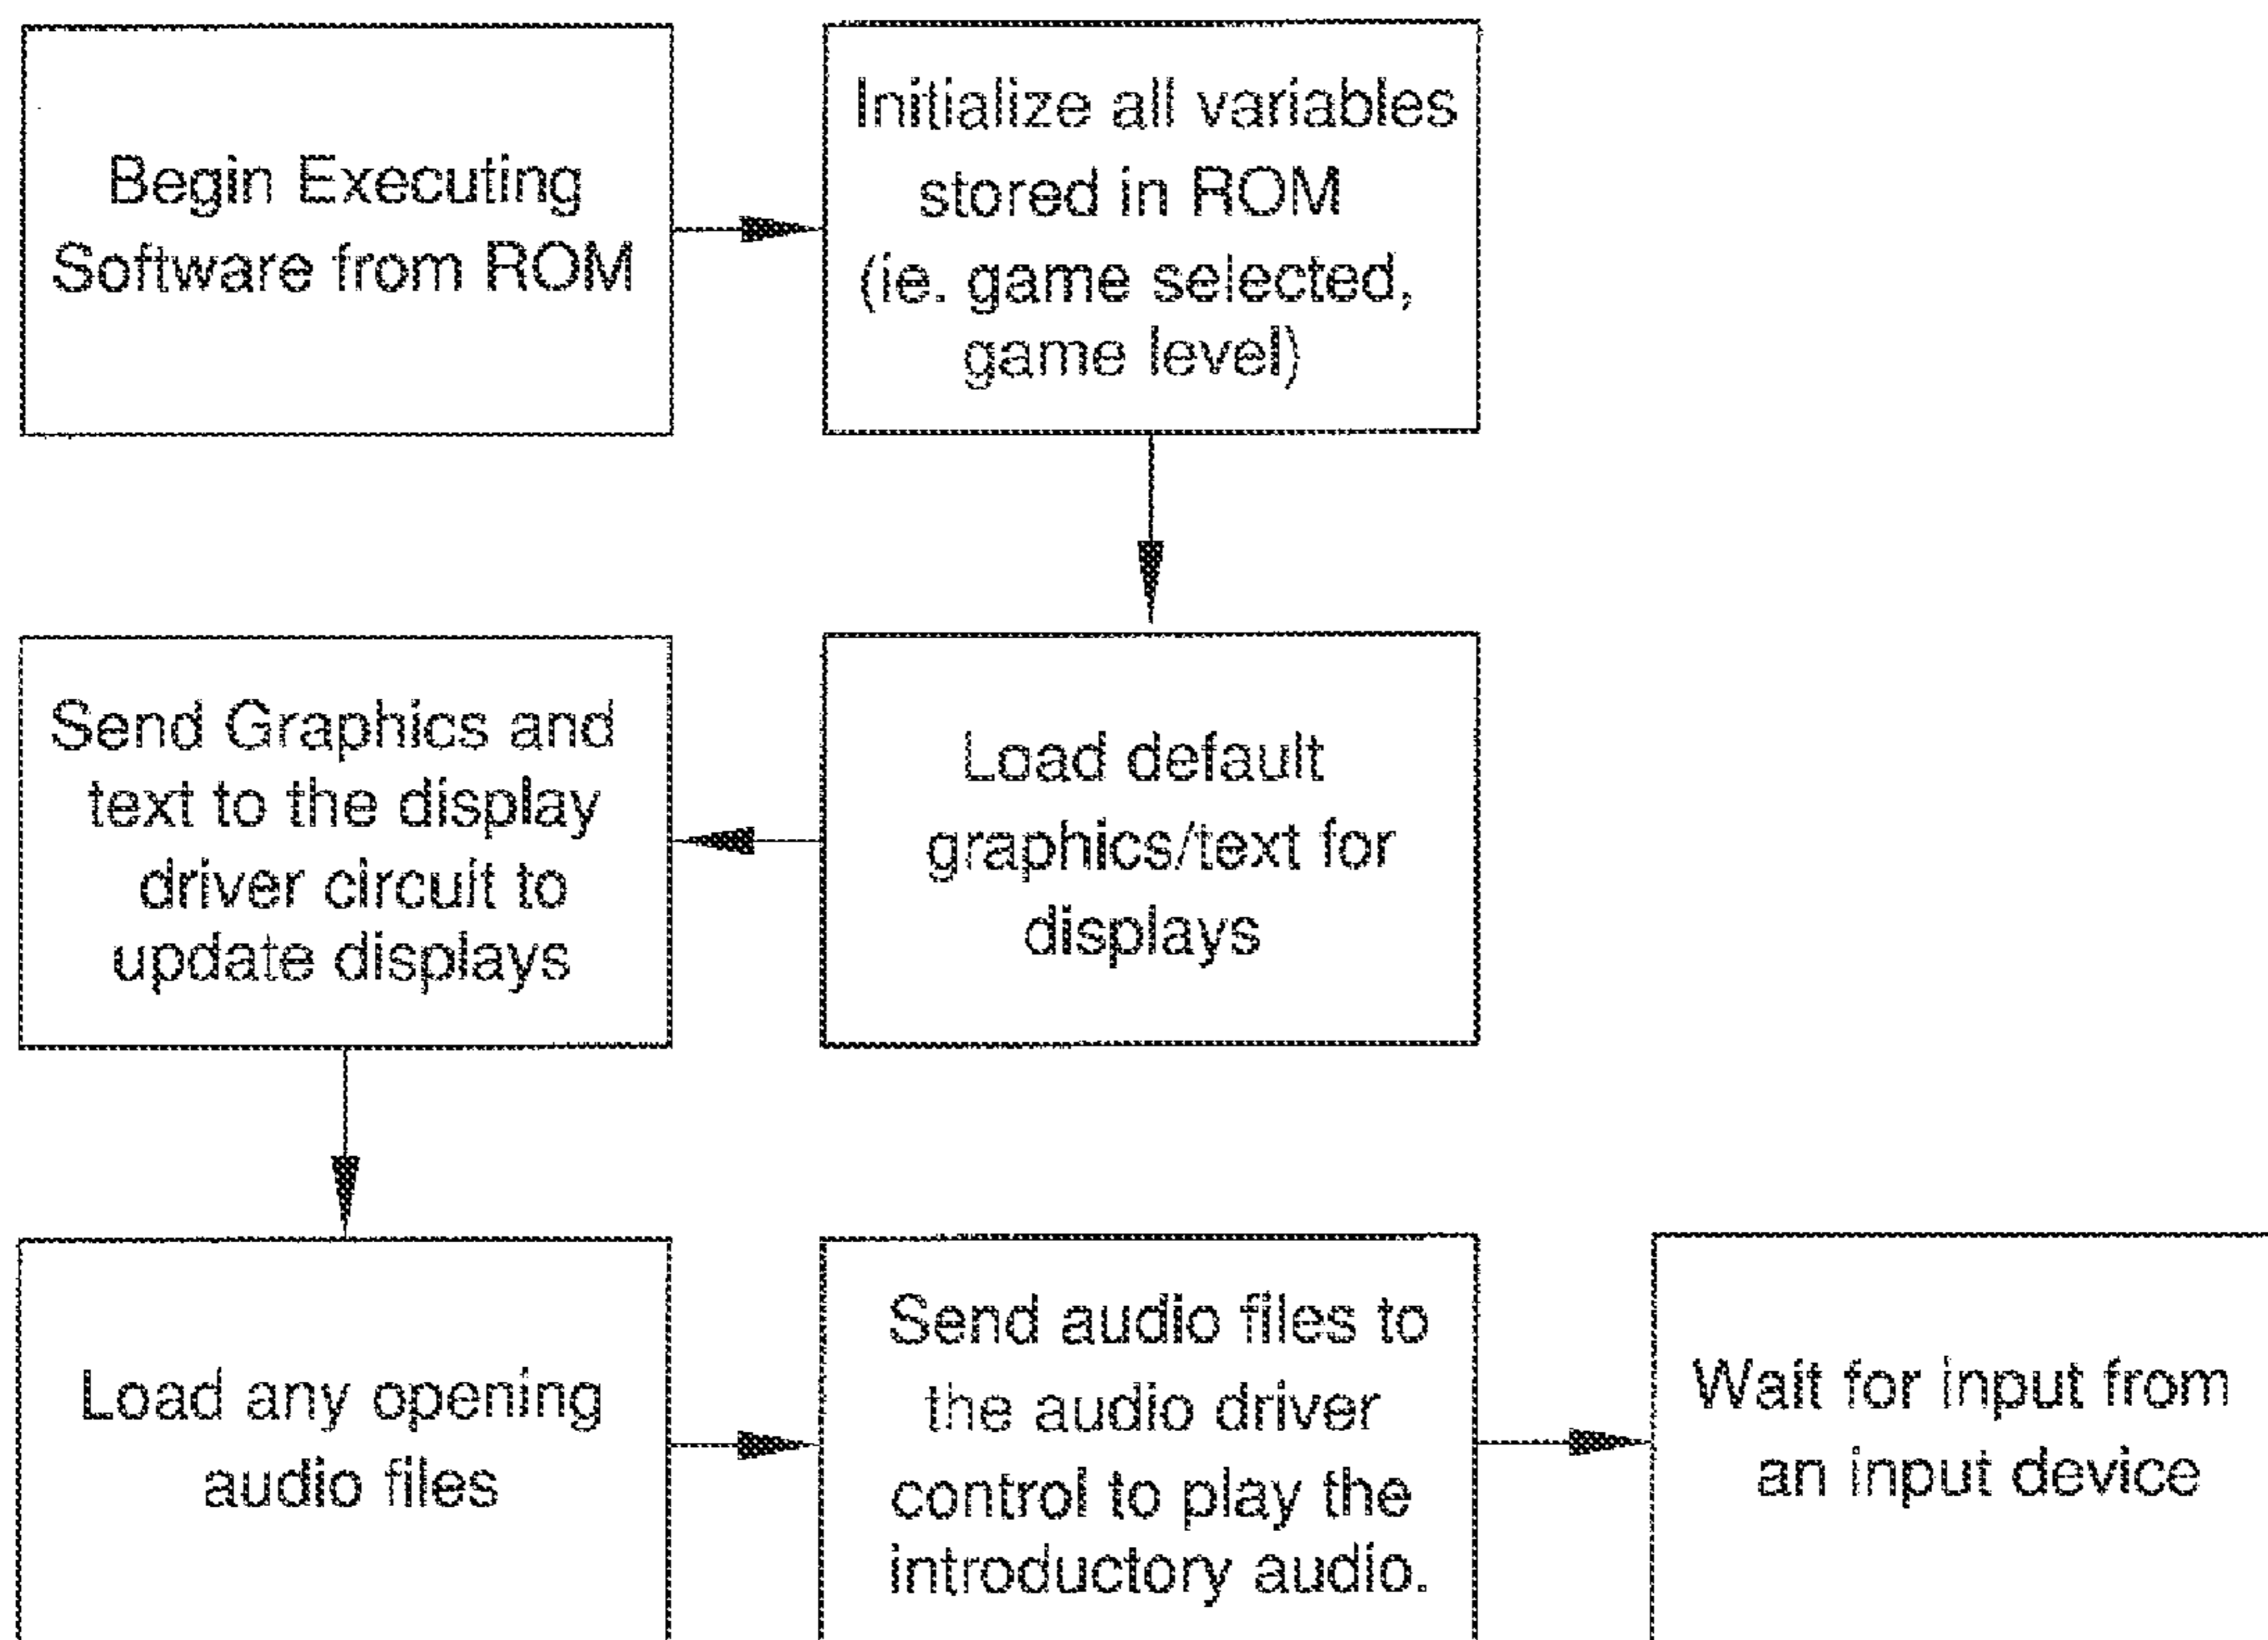 Begin Executing
Software from ROM
Initialize all variables
stored in ROM
(ie. game selected,
game level)
Load default
graphics/text for
displays
Send Graphics and
text to the display
driver circuit to
update displays
Load any opening
audio files
Send audio files to
the audio driver
control to play the
introductory audio.
Wait for input from
an input device